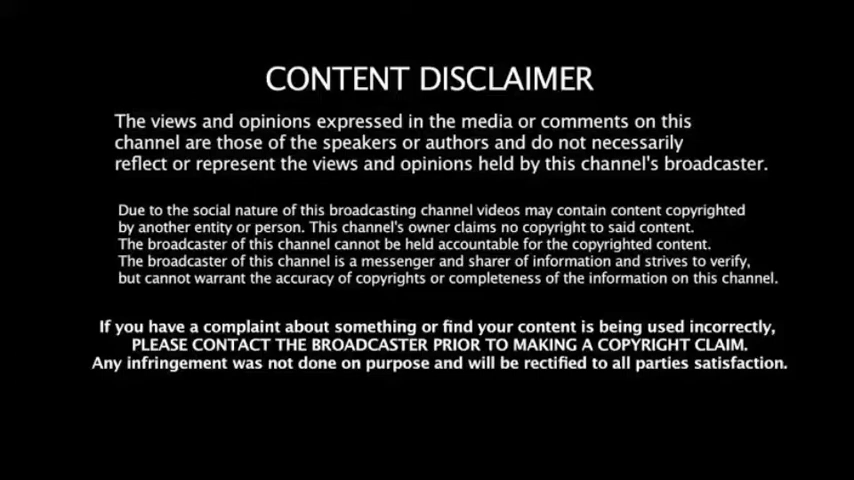 CONTENT DISCLAIMER
The views and opinions expressed in the media or comments on this
channel are those of the speakers or authors and do not necessarily
reflect or represent the views and opinions held by this channel's broadcaster.
Due to the social nature of this broadcasting channel videos may contain content copyrighted
by another entity or person. This channel's owner claims no copyright to said content.
The broadcaster of this channel cannot be held accountable for the copyrighted content.
The broadcaster of this channel is a messenger and sharer of information and strives to verify,
but cannot warrant the accuracy of copyrights or completeness of the information on this channel.
If you have a complaint about something or find your content is being used incorrectly,
PLEASE CONTACT THE BROADCASTER PRIOR TO MAKING A COPYRIGHT CLAIM.
Any infringement was not done on purpose and will be rectified to all parties satisfaction.